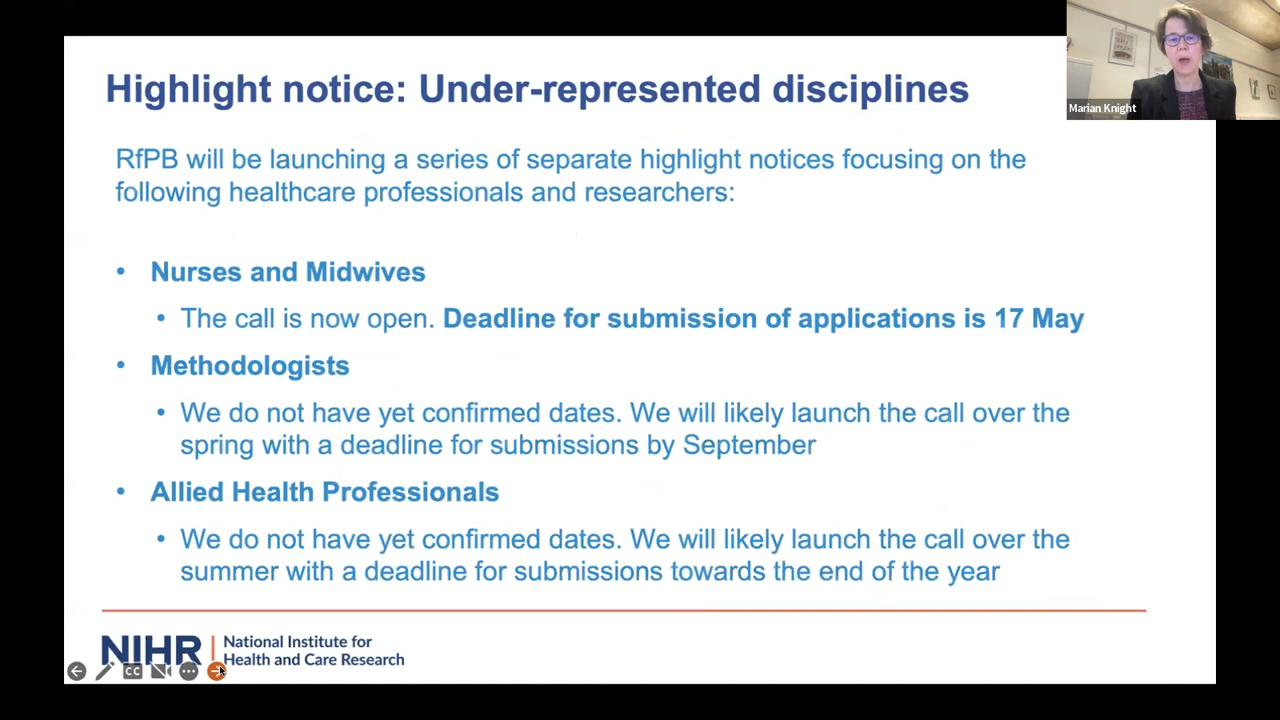 Highlight notice: Under-represented disciplines
Marian Knight
RfPB will be launching a series of separate highlight notices focusing on the
following healthcare professionals and researchers:
• Nurses and Midwives
• The call is now open. Deadline for submission of applications is 17 May
• Methodologists
• We do not have yet confirmed dates. We will likely launch the call over the
spring with a deadline for submissions by September
• Allied Health Professionals
• We do not have yet confirmed dates. We will likely launch the call over the
summer with a deadline for submissions towards the end of the year
NIHR | National Institute for
Health and Care Research
CC